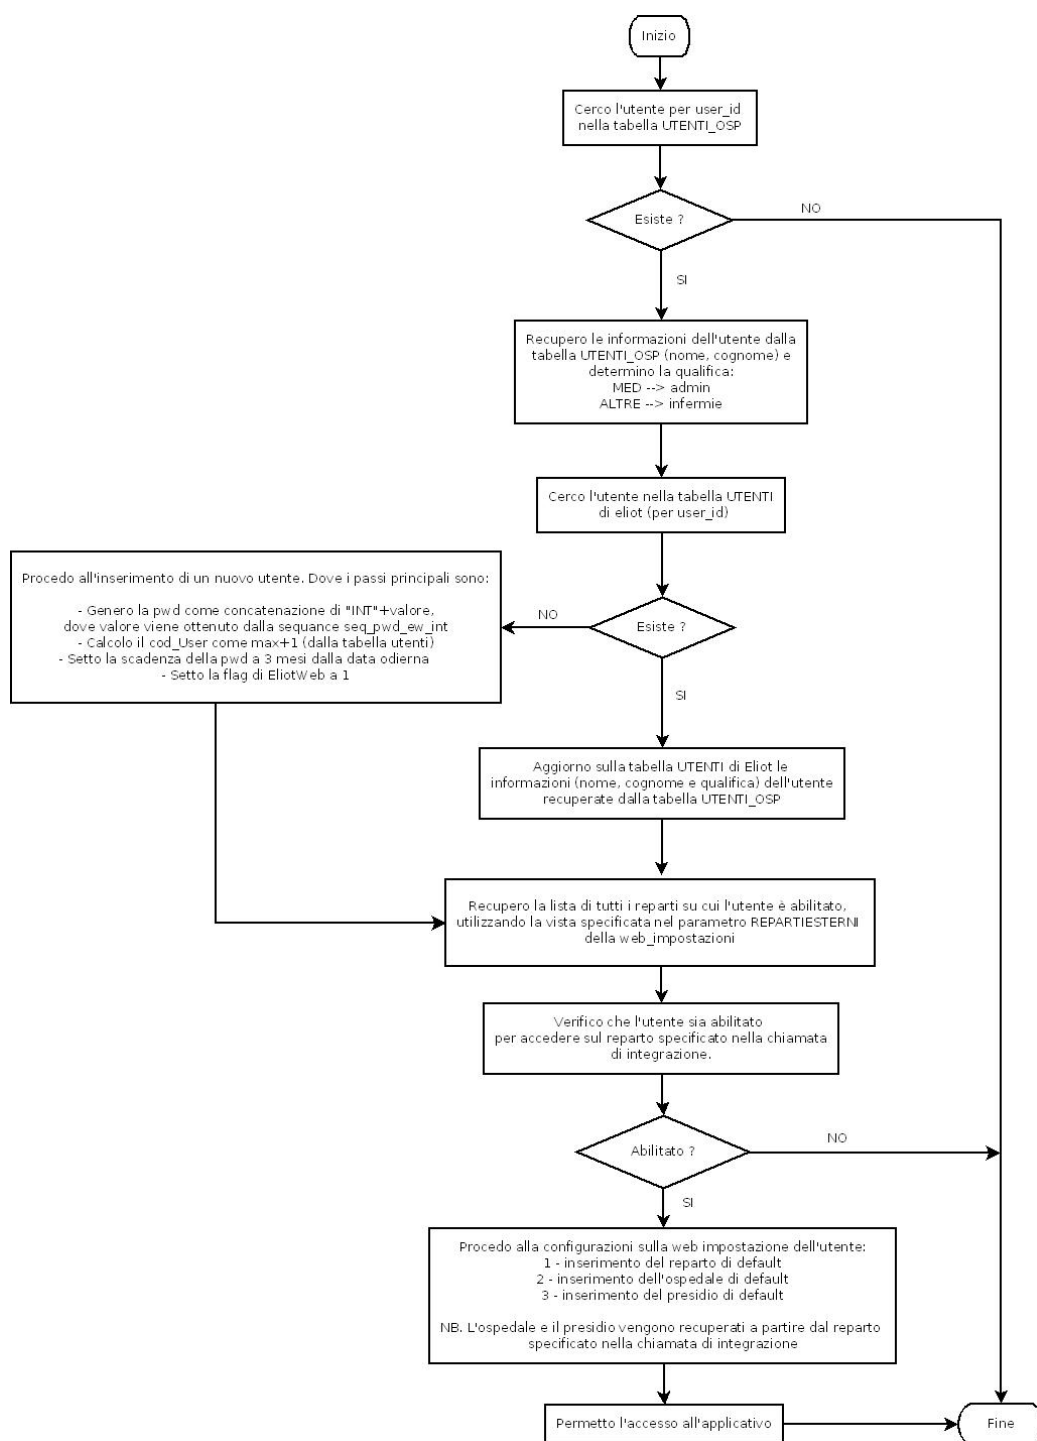 Inizio
Cerco l'utente per user_id
nella tabella UTENTI_OSP
Esiste ?
NO
SI
Recupero le informazioni dell'utente dalla
tabella UTENTI_OSP (nome, cognome) e
determino la qualifica:
MED --> admin
ALTRE --> infermie
Cerco l'utente nella tabella UTENTI
di eliot (per user_id)
Esiste ?
NO
Procedo all'inserimento di un nuovo utente. Dove i passi principali sono:
- Genero la pwd come concatenazione di "INT"+valore,
dove valore viene ottenuto dalla sequance seq_pwd_ew_int
- Calcolo il cod_User come max+1 (dalla tabella utenti)
- Setto la scadenza della pwd a 3 mesi dalla data odierna
- Setto la flag di EliotWeb a 1
SI
Aggiorno sulla tabella UTENTI di Eliot le
informazioni (nome, cognome e qualifica) dell'utente
recuperate dalla tabella UTENTI_OSP
Recupero la lista di tutti i reparti su cui l'utente è abilitato,
utilizzando la vista specificata nel parametro REPARTIESTERNI
della web_impostazioni
Verifico che l'utente sia abilitato
per accedere sul reparto specificato nella chiamata
di integrazione.
Abilitato ?
NO
SI
Procedo alla configurazioni sulla web impostazione dell'utente:
1 - inserimento del reparto di default
2 - inserimento dell'ospedale di default
3 - inserimento del presidio di default
NB. L'ospedale e il presidio vengono recuperati a partire dal reparto
specificato nella chiamata di integrazione
Permetto l'accesso all'applicativo
Fine